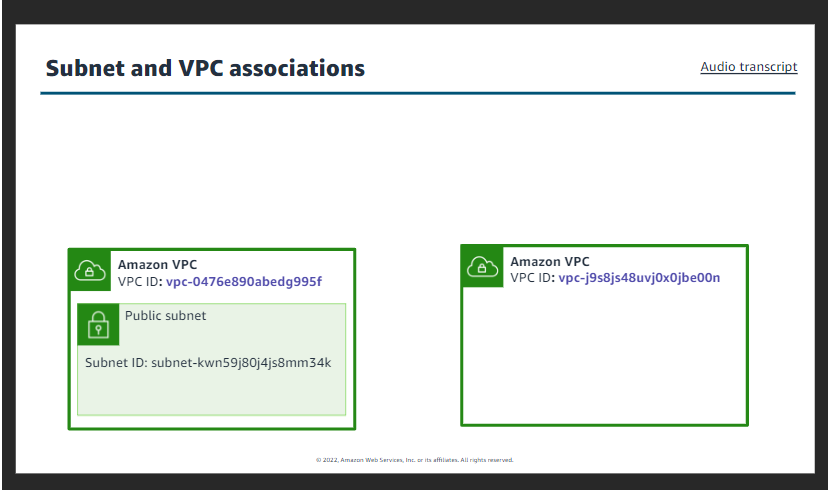 Subnet and VPC associations
Audio transcript
Amazon VPC
VPC ID: vpc-0476e890abedg995f
Public subnet
Subnet ID: subnet-kwn59j80j4js8mm34k
Amazon VPC
VPC ID: vpc-j9s8js48uvj0x0jbe00n
© 2022, Amazon Web Services, Inc. or its affiliates. All rights reserved.